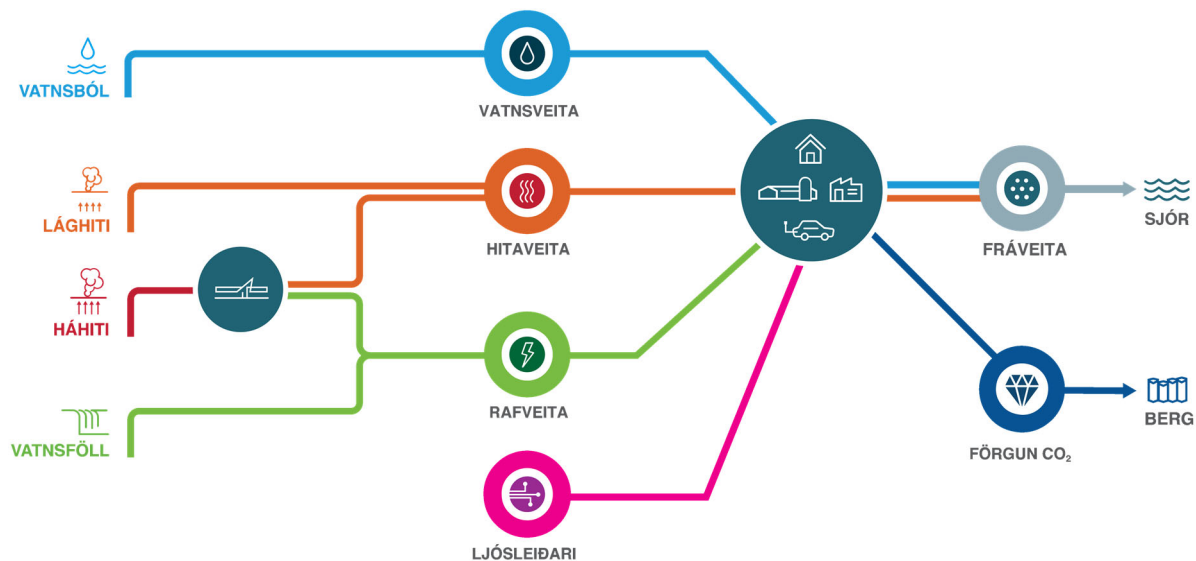 VATNSBÓL
VATNSVEITA
LÁGHITI
HITAVEITA
FRÁVEITA
SJÓR
HÁHITI
RAFVEITA
BERG
VATNSFÖLL
FÖRGUN CO₂
LJÓSLEIÐARI